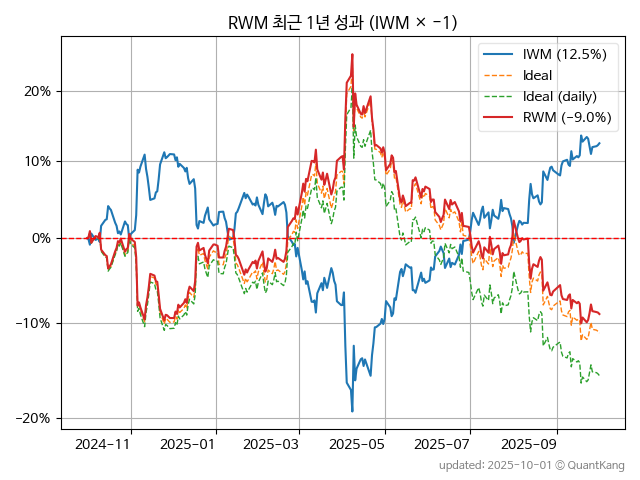 RWM 최근 1년 성과 (IWM × −1)
IWM (12.5%)
Ideal
Ideal (daily)
RWM (−9.0%)
20%
10%
0%
−10%
−20%
2024-11
2025-01
2025-03
2025-05
2025-07
2025-09
updated: 2025-10-01 © QuantKang